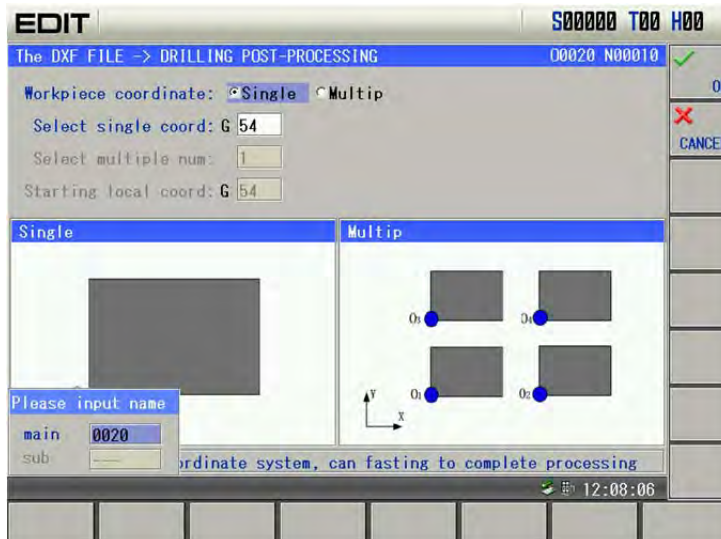 EDIT S00000 T00 H00
The DXF FILE -> DRILLING POST-PROCESSING O0020 N00010
Workpiece coordinate: Single Multip
Select single coord: G 54
Select multiple num: 1
Starting local coord: G 54
CANCE
Single Multip
O3 O4
O1 O2
Y
X
Please input name
main 0020
sub ---
rdinate system, can fasting to complete processing
12:08:06